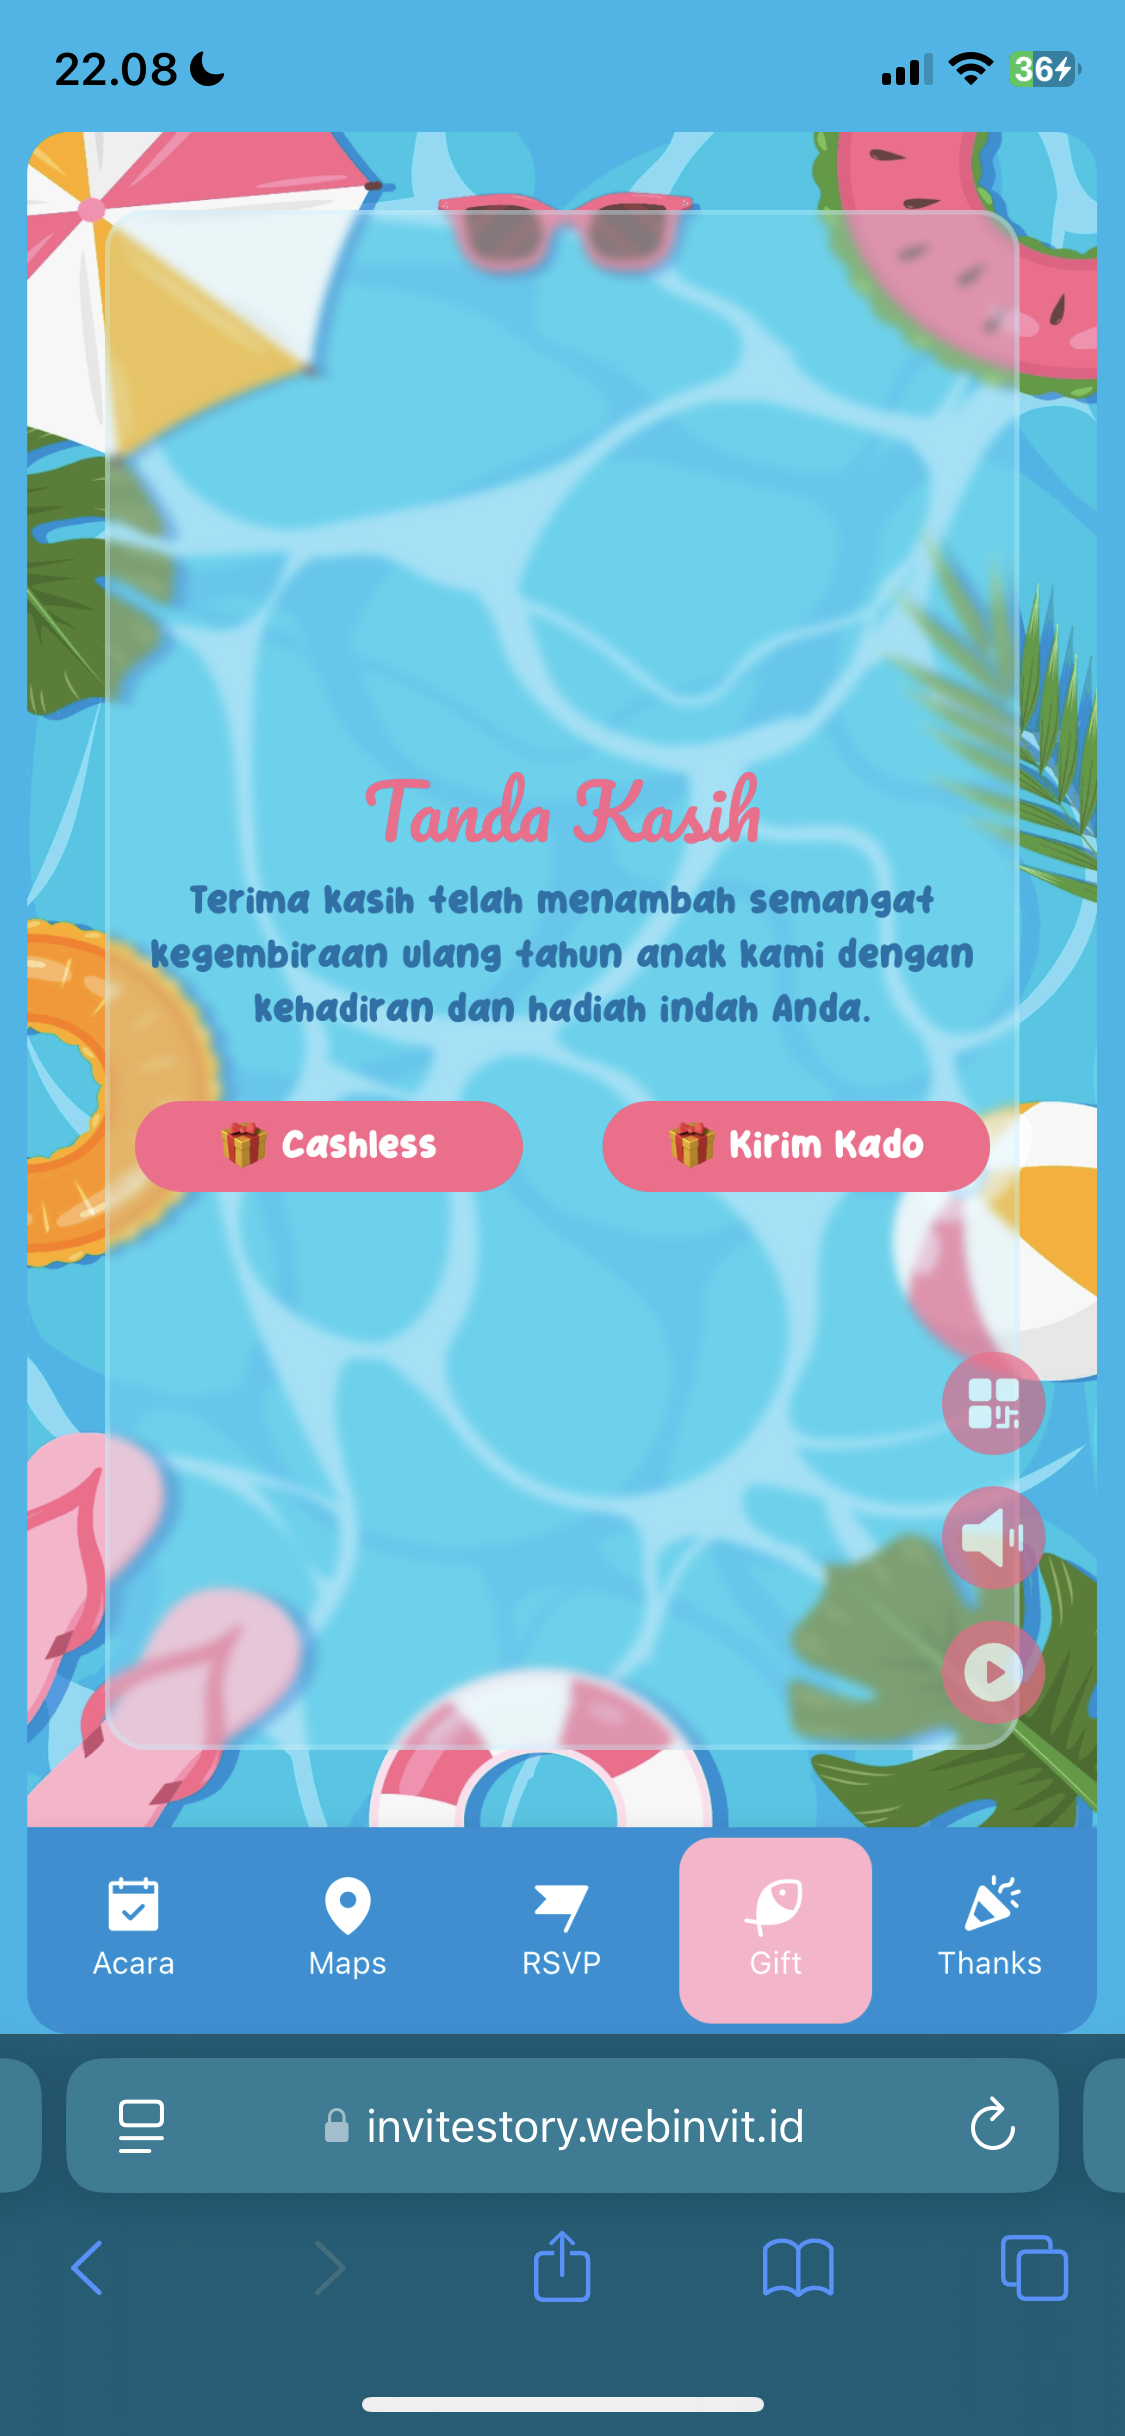 22.08
36
Tanda Kasih
Terima kasih telah menambah semangat
kegembiraan ulang tahun anak kami dengan
kehadiran dan hadiah indah Anda.
Cashless
Kirim Kado
Acara
Maps
RSVP
Gift
Thanks
invitestory.webinvit.id